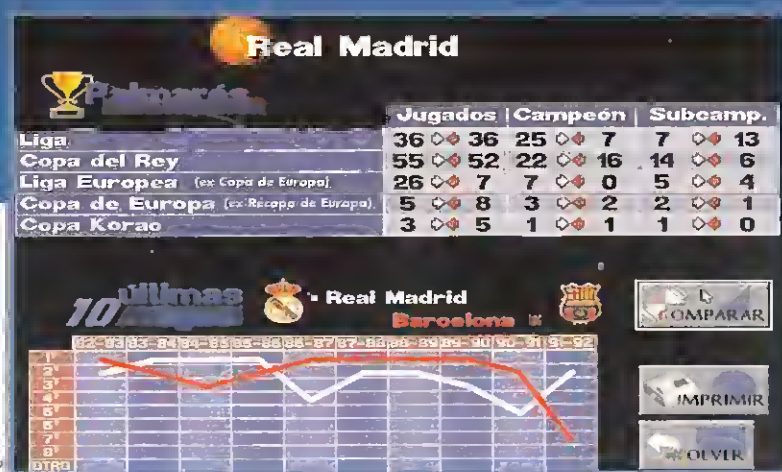 Real Madrid
Palmarés
Jugados Campeón Subcamp.
Liga 36 36 25 7 7 13
Copa del Rey 55 52 22 16 14 6
Liga Europea (ex Copa de Europa) 26 7 7 0 5 4
Copa de Europa (ex Recopa de Europa) 5 8 3 2 2 1
Copa Korac 3 5 1 1 1 0
10 últimas
Real Madrid
Barcelona
COMPARAR
82-83 83-84 84-85 85-86 86-87 87-88 88-89 89-90 90-91 91-92
1º
2º
3º
4º
5º
6º
7º
8º
OTRO
IMPRIMIR
VOLVER